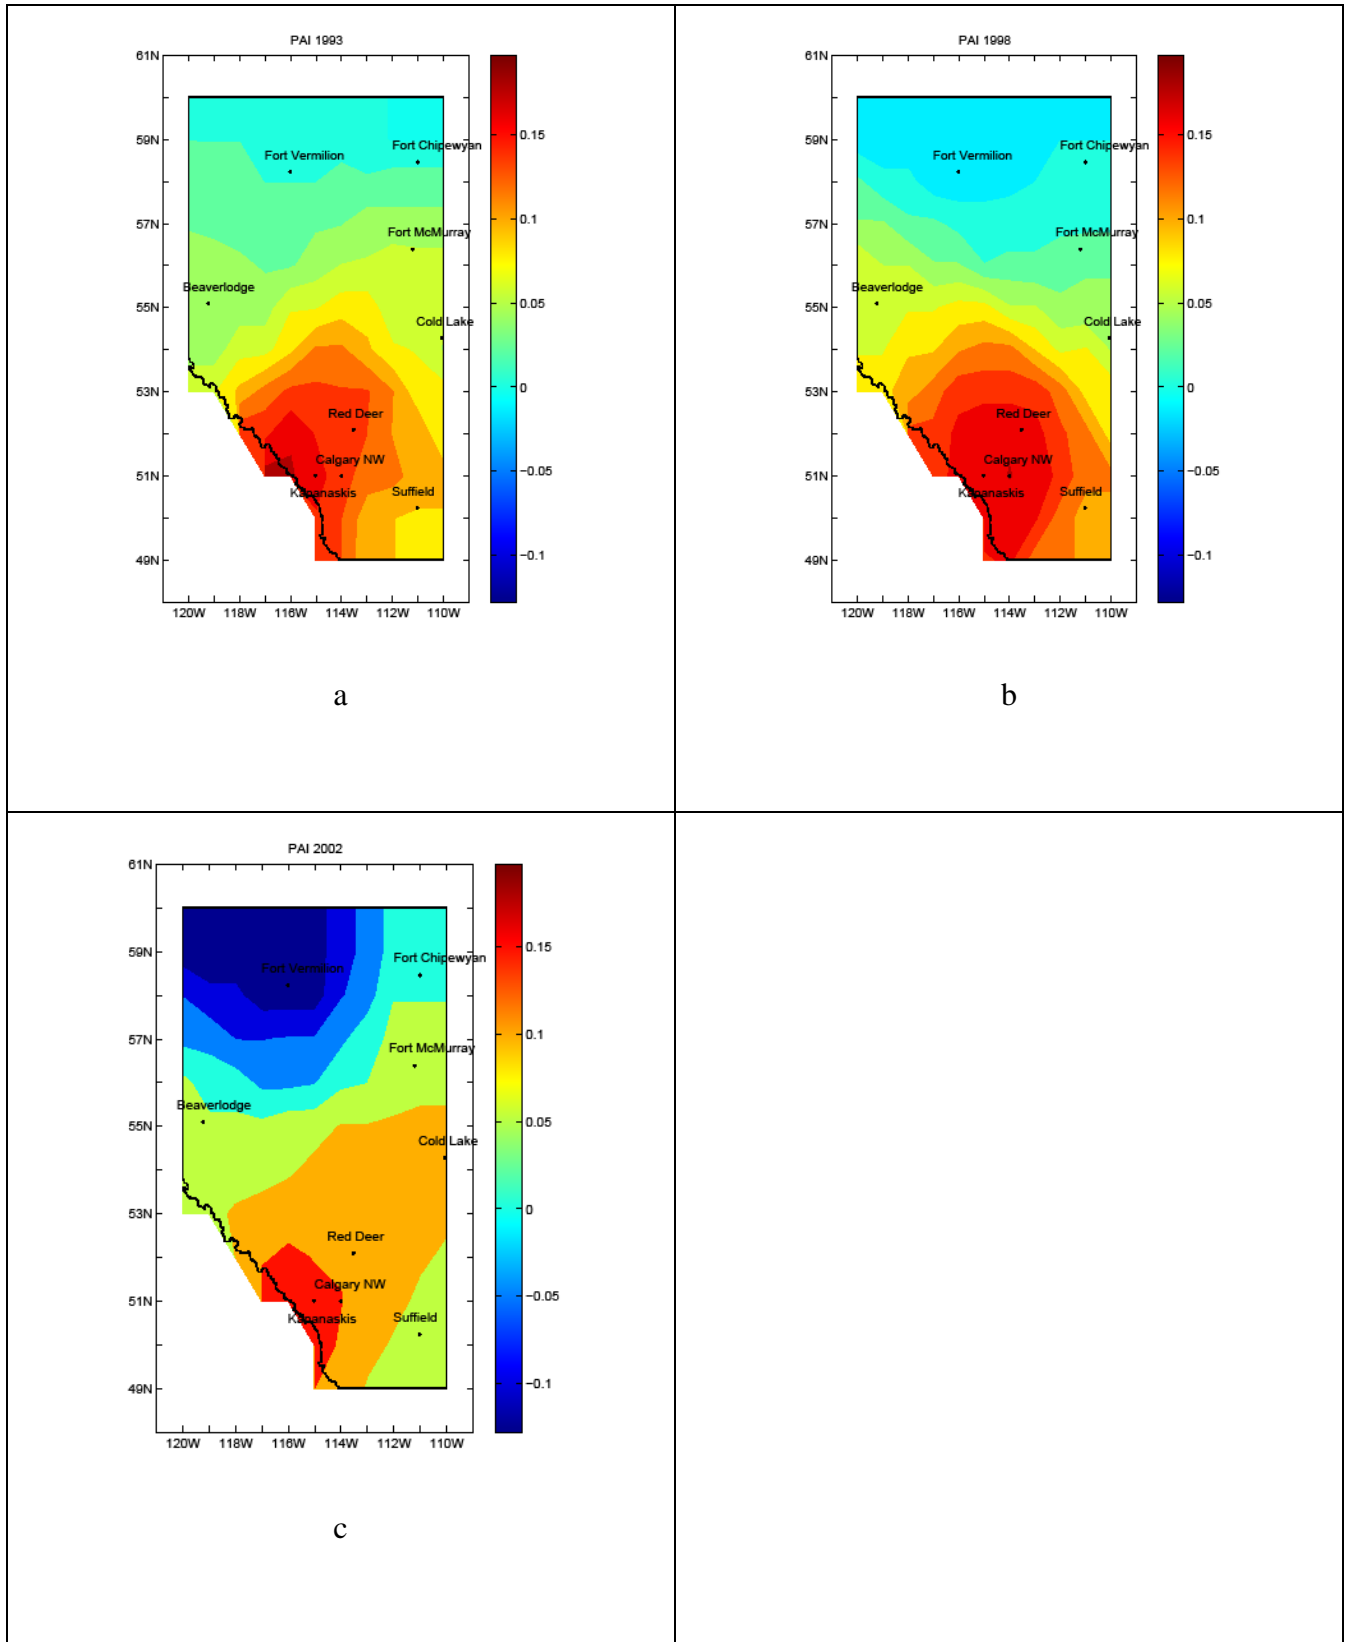 PAI 1993
61N
59N
57N
55N
53N
51N
49N
120W 118W 116W 114W 112W 110W
Fort Vermilion
Fort Chipewyan
Fort McMurray
Beaverlodge
Cold Lake
Red Deer
Calgary NW
Kananaskis
Suffield
0.15
0.1
0.05
0
−0.05
−0.1
a
PAI 1998
61N
59N
57N
55N
53N
51N
49N
120W 118W 116W 114W 112W 110W
Fort Vermilion
Fort Chipewyan
Fort McMurray
Beaverlodge
Cold Lake
Red Deer
Calgary NW
Kananaskis
Suffield
0.15
0.1
0.05
0
−0.05
−0.1
b
PAI 2002
61N
59N
57N
55N
53N
51N
49N
120W 118W 116W 114W 112W 110W
Fort Vermilion
Fort Chipewyan
Fort McMurray
Beaverlodge
Cold Lake
Red Deer
Calgary NW
Kananaskis
Suffield
0.15
0.1
0.05
0
−0.05
−0.1
c